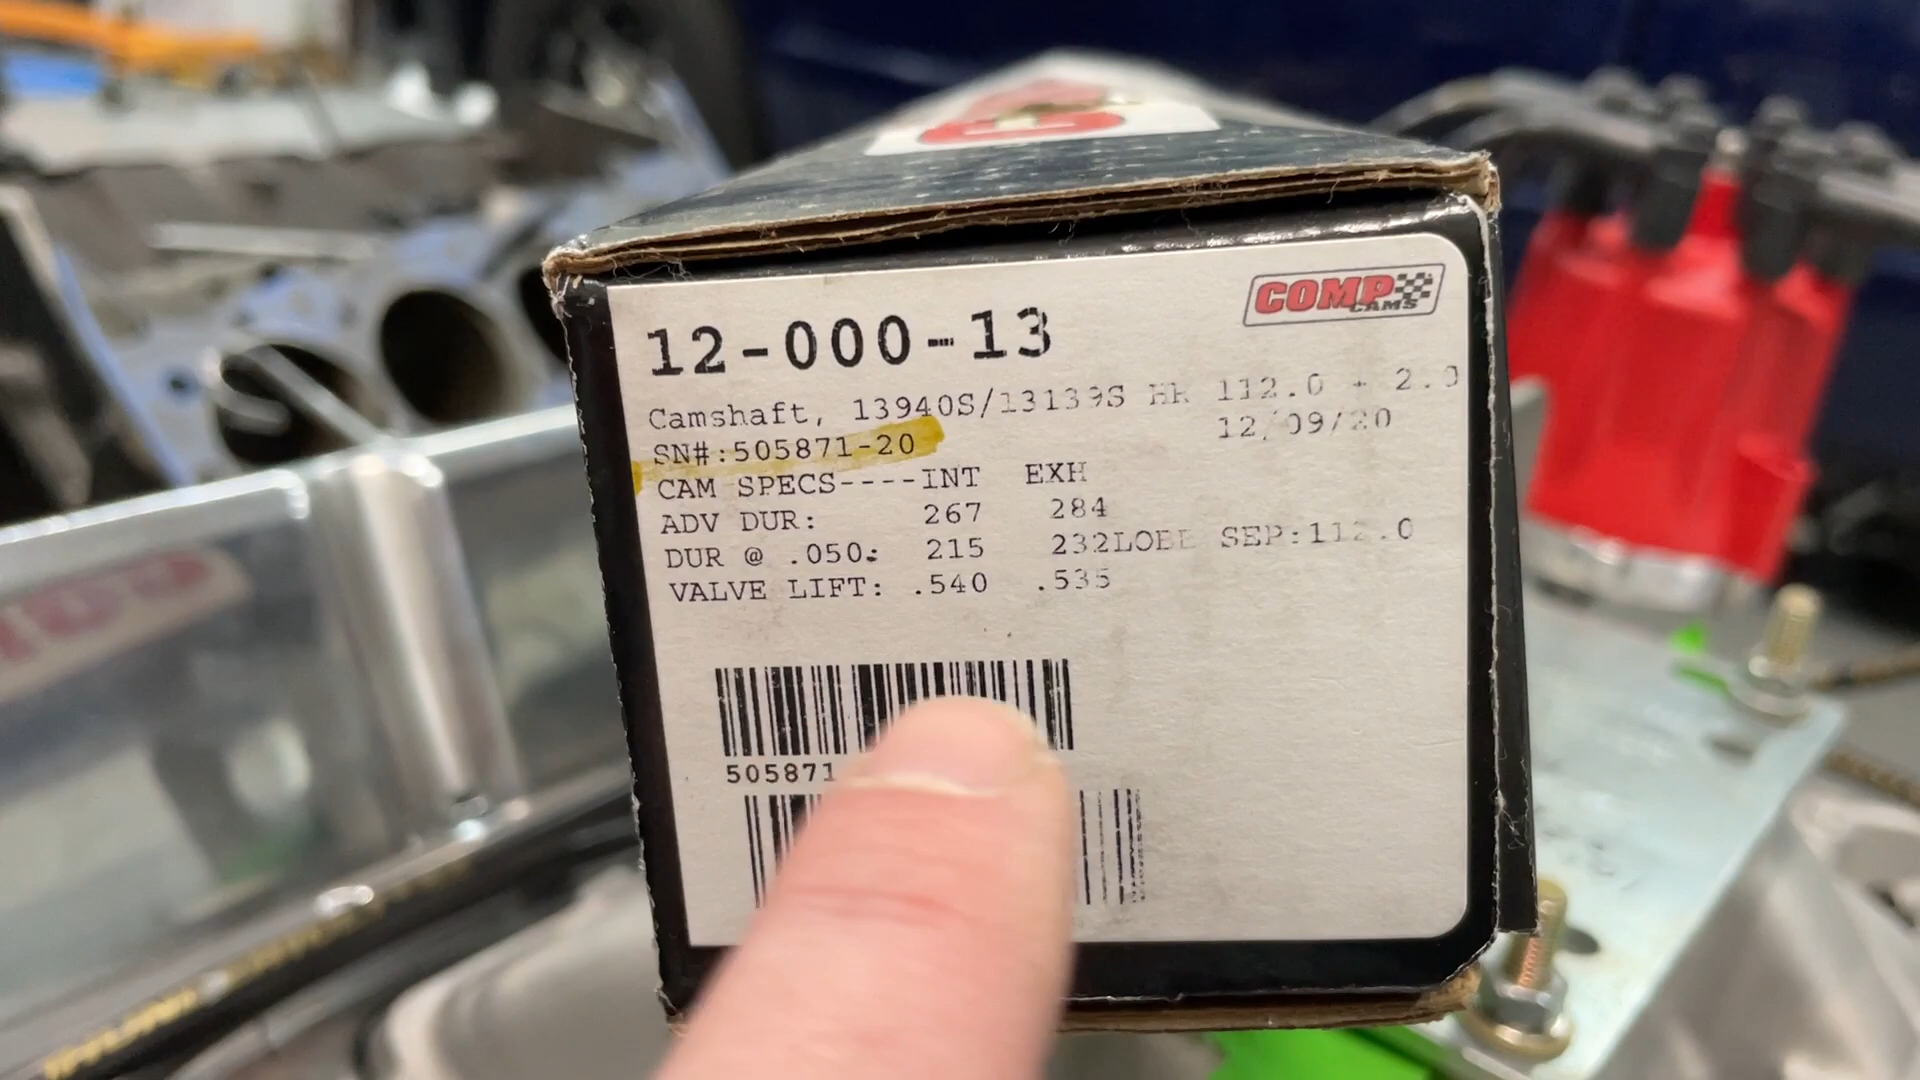 COMP
CAMS
12-000-13
Camshaft, 13940S/13139S HR 112.0 + 2.0
SN#:505871-20 12/09/20
CAM SPECS----INT EXH
ADV DUR: 267 284
DUR @ .050: 215 232LOBE SEP:112.0
VALVE LIFT: .540 .535
505871